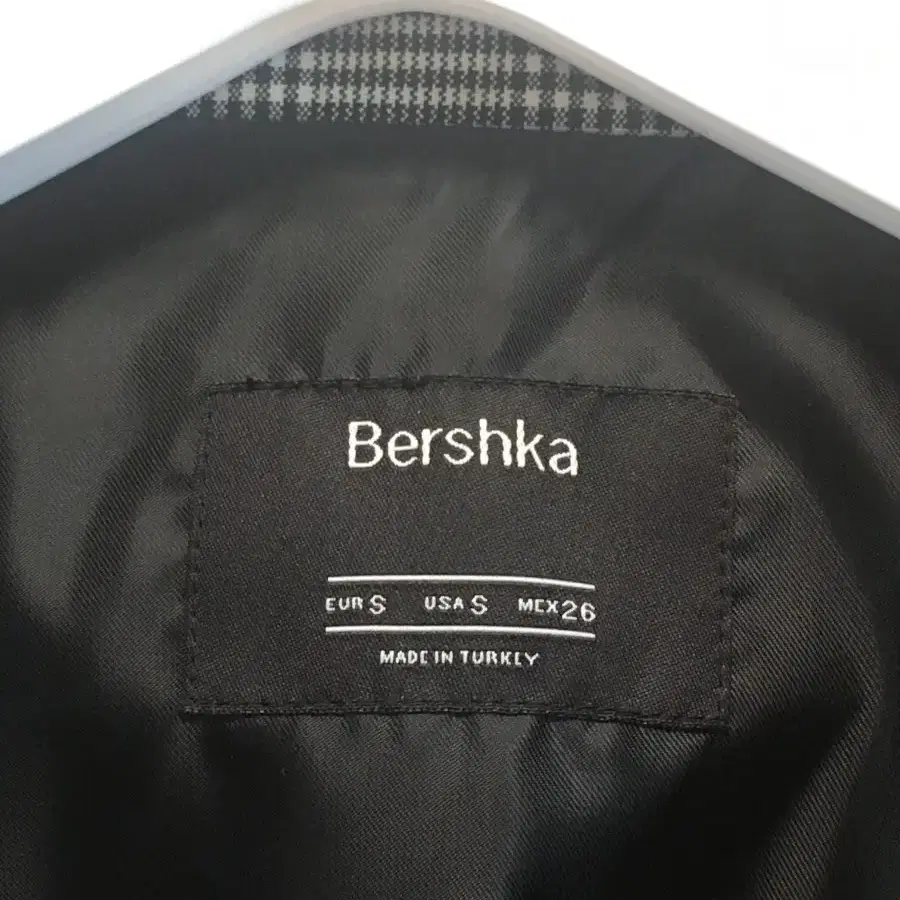 Bershka
EUR S USA S MEX 26
MADE IN TURKEY